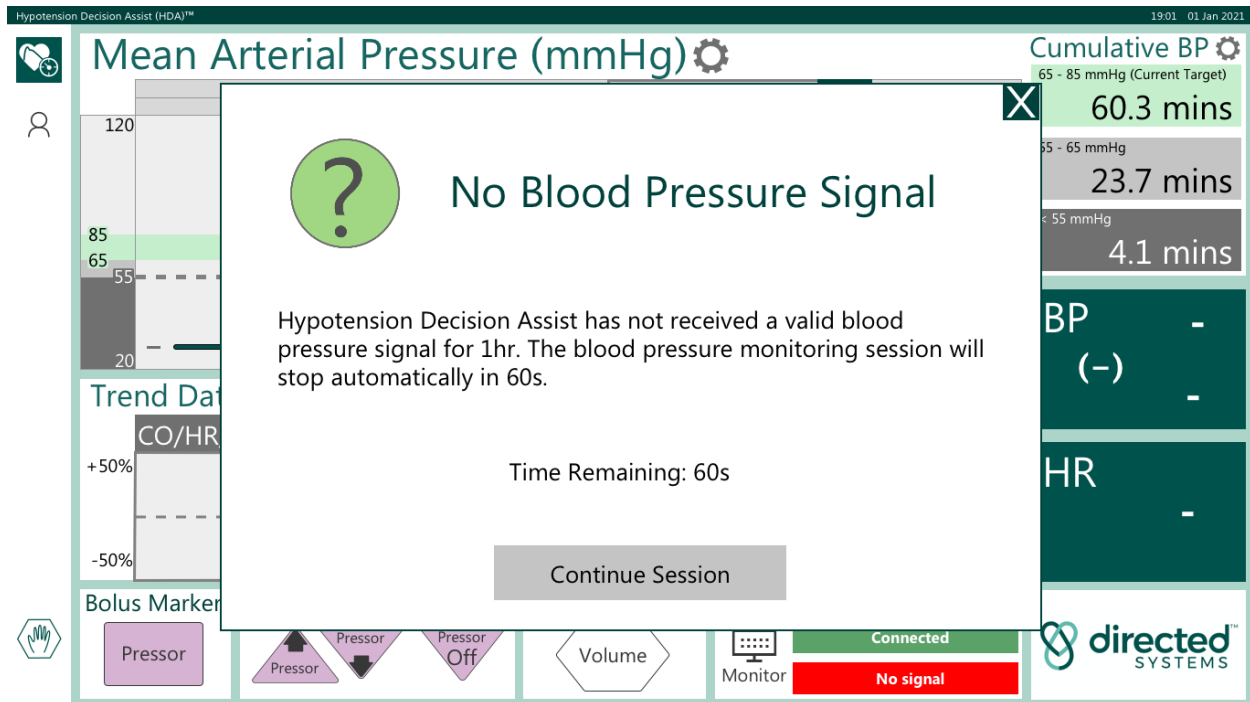 Hypotension Decision Assist (HDA)™
19:01 01 Jan 2021
Mean Arterial Pressure (mmHg)
Cumulative BP
65 - 85 mmHg (Current Target)
60.3 mins
55 - 65 mmHg
23.7 mins
< 55 mmHg
4.1 mins
120
85
65
55
20
X
?
No Blood Pressure Signal
Hypotension Decision Assist has not received a valid blood
pressure signal for 1hr. The blood pressure monitoring session will
stop automatically in 60s.
Time Remaining: 60s
Continue Session
BP -
(-)
-
HR
-
Trend Dat
CO/HR
+50%
-50%
Bolus Marker
Pressor
Pressor
Pressor
Pressor
Off
Volume
Monitor
Connected
No signal
directed™
SYSTEMS